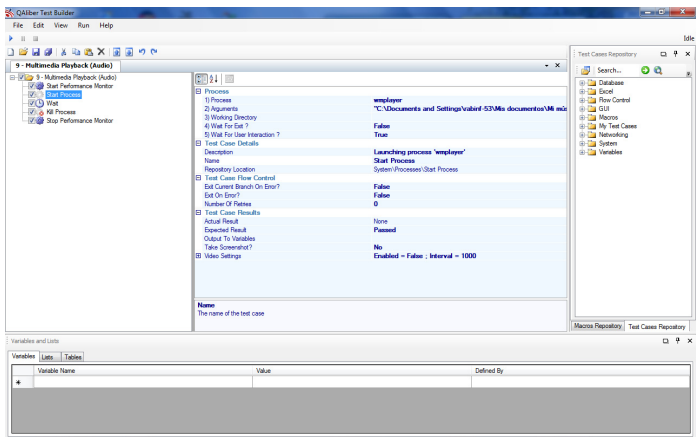 QAliber Test Builder
File Edit View Run Help
Idle
9 - Multimedia Playback (Audio)
9 - Multimedia Playback (Audio)
Start Performance Monitor
Start Process
Wait
Kill Process
Stop Performance Monitor
Process
1) Process wmplayer
2) Arguments "C:\Documents and Settings\rabinf-53\Mis documentos\Mi mús
3) Working Directory
4) Wait For Exit ? False
5) Wait For User Interaction ? True
Test Case Details
Description Launching process 'wmplayer'
Name Start Process
Repository Location System\Processes\Start Process
Test Case Flow Control
Exit Current Branch On Error? False
Exit On Error? False
Number Of Retries 0
Test Case Results
Actual Result None
Expected Result Passed
Output To Variables
Take Screenshot? No
Video Settings Enabled = False ; Interval = 1000
Name
The name of the test case
Test Cases Repository
Search...
Database
Excel
Flow Control
GUI
Macros
My Test Cases
Networking
System
Variables
Macros Repository Test Cases Repository
Variables and Lists
Variables Lists Tables
Variable Name Value Defined By